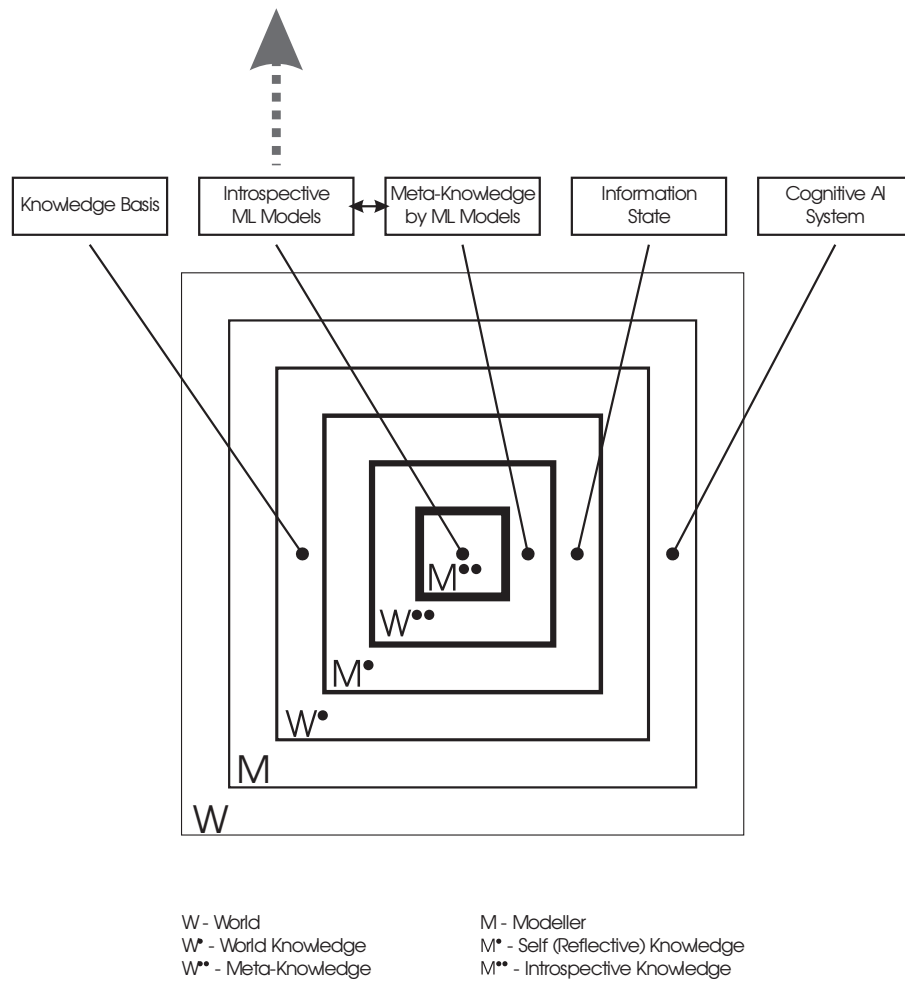 Knowledge Basis
Introspective
ML Models
Meta-Knowledge
by ML Models
Information
State
Cognitive AI
System
M••
W••
M•
W•
M
W
W - World
W• - World Knowledge
W•• - Meta-Knowledge
M - Modeller
M• - Self (Reflective) Knowledge
M•• - Introspective Knowledge